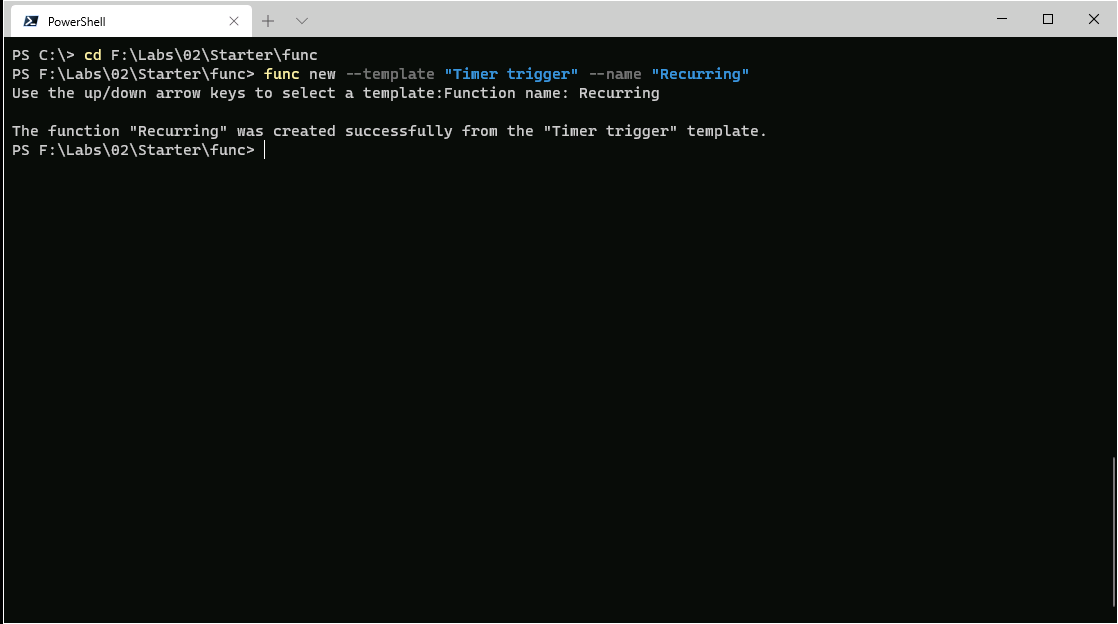 PowerShell
PS C:\> cd F:\Labs\02\Starter\func
PS F:\Labs\02\Starter\func> func new --template "Timer trigger" --name "Recurring"
Use the up/down arrow keys to select a template:Function name: Recurring
The function "Recurring" was created successfully from the "Timer trigger" template.
PS F:\Labs\02\Starter\func>